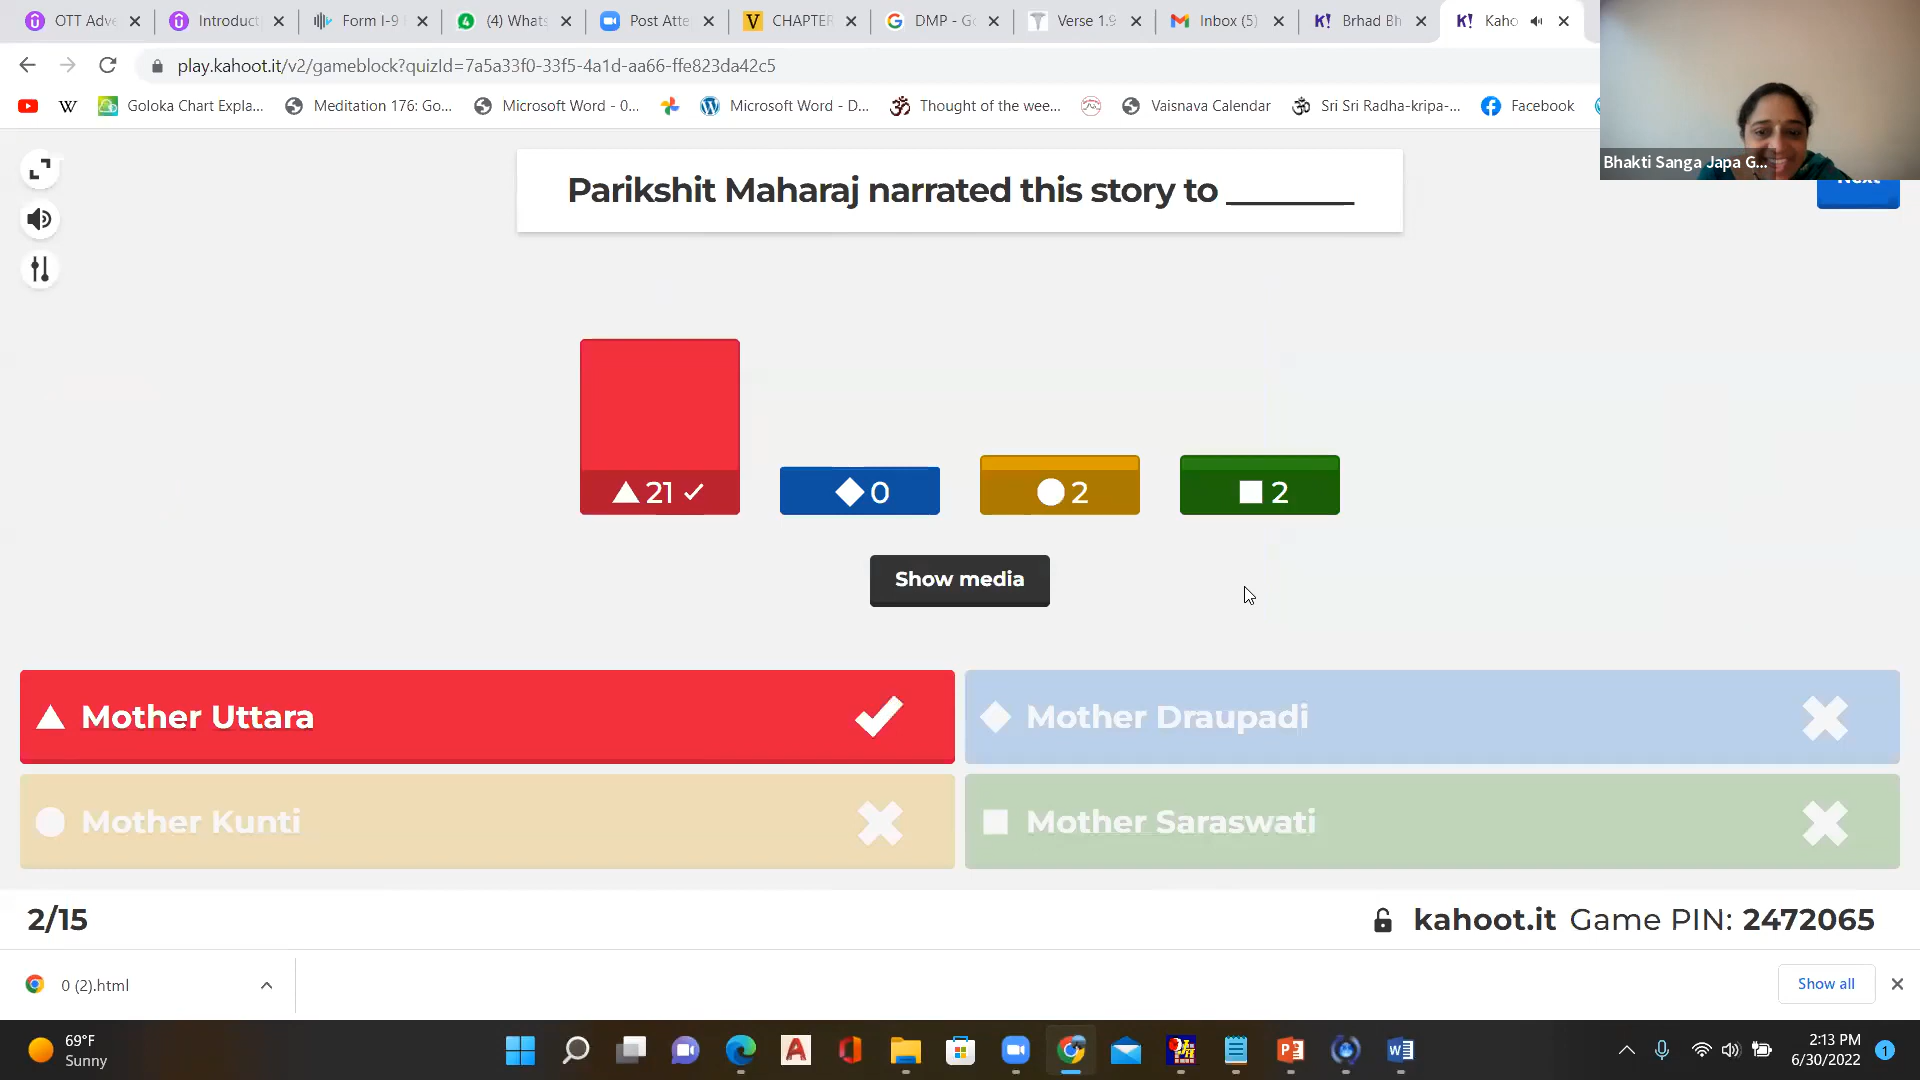 OTT Adve
Introduct
Form I-9
(4) Whats
Post Atte
CHAPTER
DMP - Go
Verse 1.9
Inbox (5)
Brhad Bh
Kaho
play.kahoot.it/v2/gameblock?quizId=7a5a33f0-33f5-4a1d-aa66-ffe823da42c5
Goloka Chart Expla...
Meditation 176: Go...
Microsoft Word - 0...
Microsoft Word - D...
Thought of the wee...
Vaisnava Calendar
Sri Sri Radha-kripa-...
Facebook
Bhakti Sanga Japa G...
Next
Parikshit Maharaj narrated this story to ________
21
0
2
2
Show media
Mother Uttara
Mother Draupadi
Mother Kunti
Mother Saraswati
2/15
kahoot.it Game PIN: 2472065
0 (2).html
Show all
69°F
Sunny
2:13 PM
6/30/2022
1